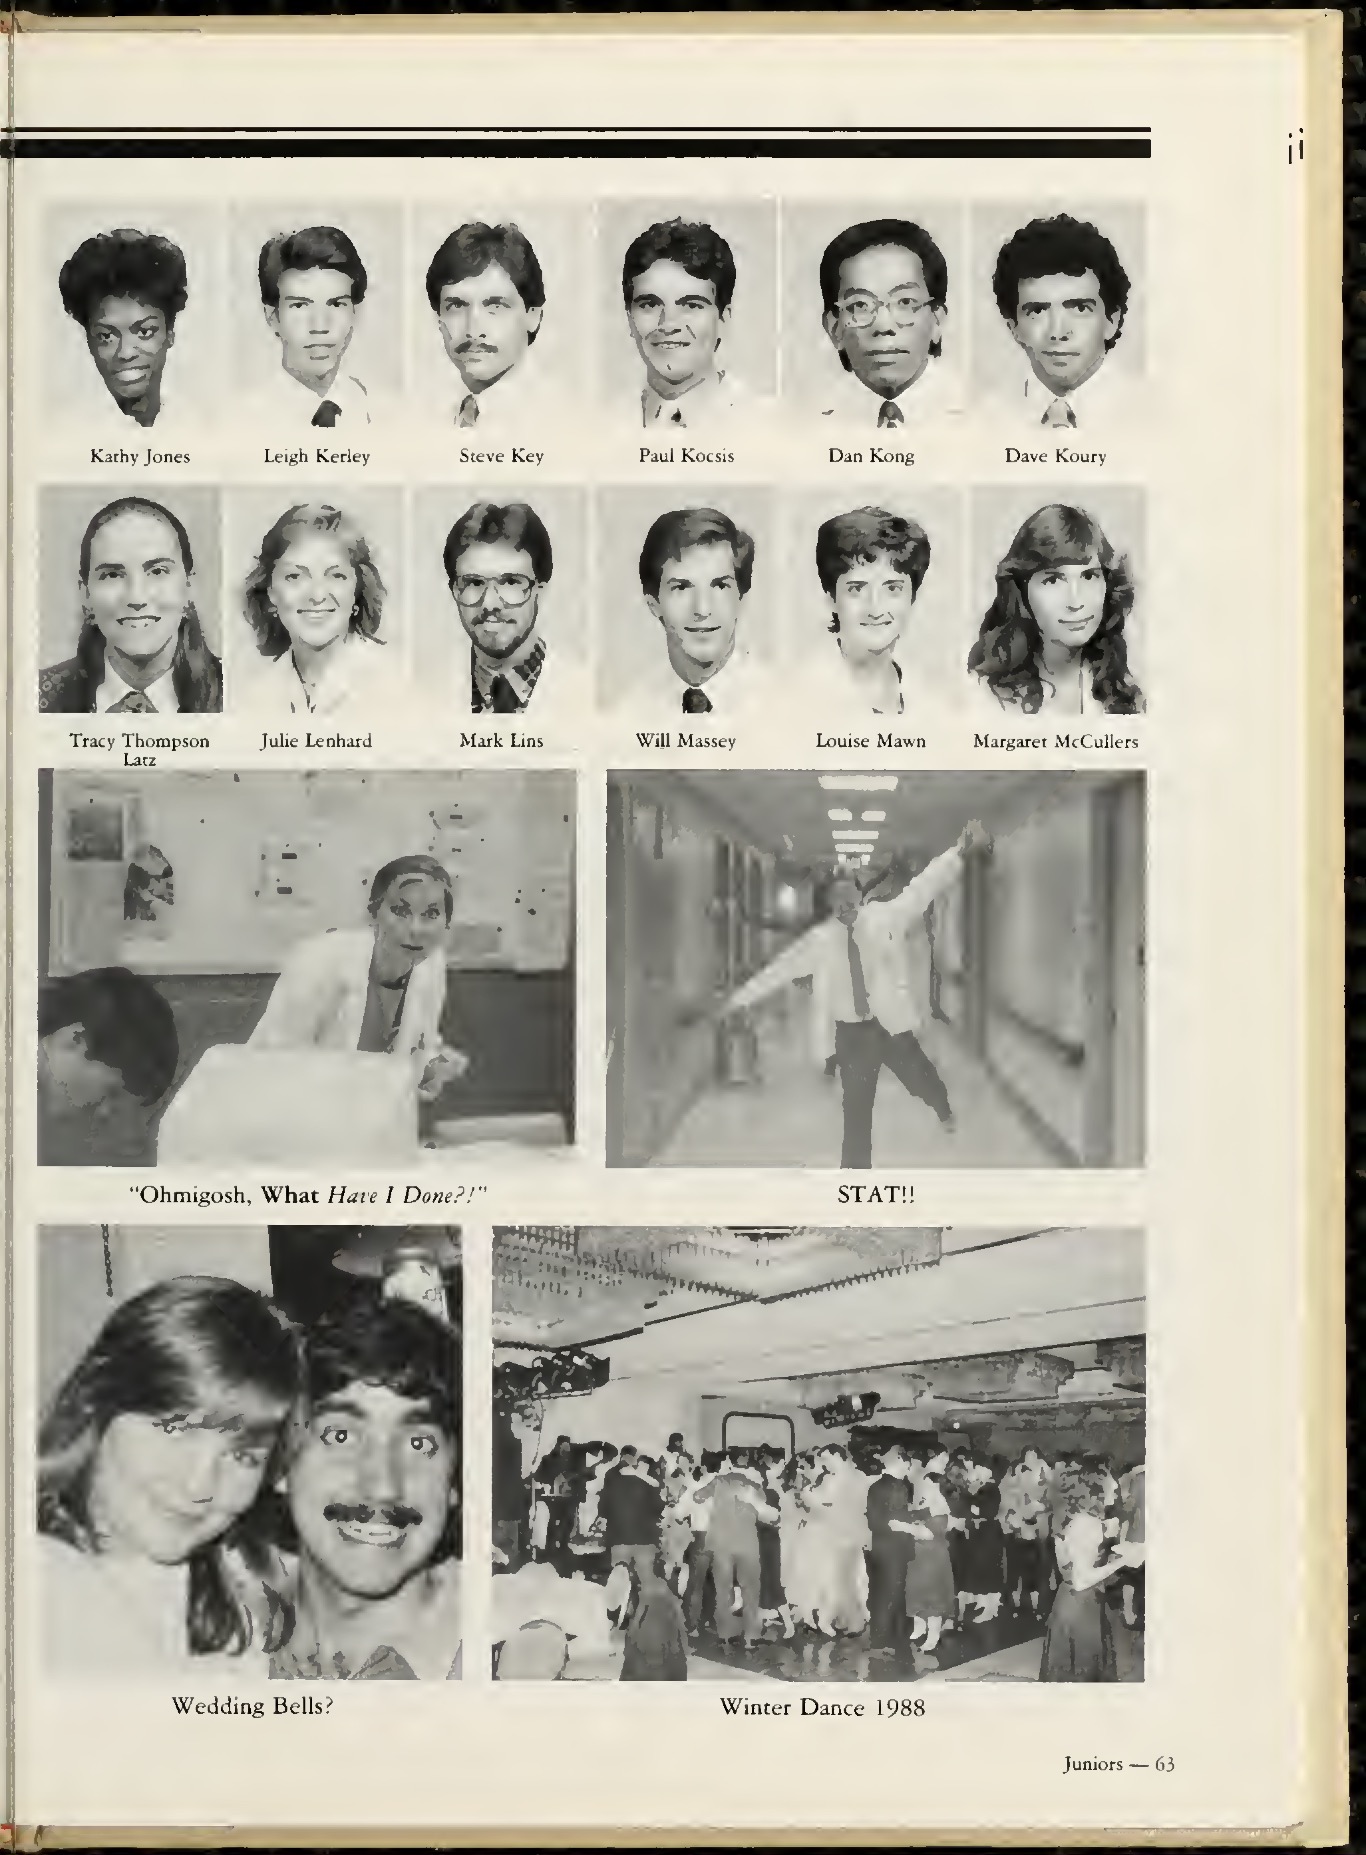 Kathy Jones
Leigh Kerley
Steve Key
Paul Kocsis
Dan Kong
Dave Koury
Tracy Thompson
Latz
Julie Lenhard
Mark Lins
Will Massey
Louise Mawn
Margaret McCullers
"Ohmigosh, What Have I Done?!"
STAT!!
Wedding Bells?
Winter Dance 1988
Juniors — 63